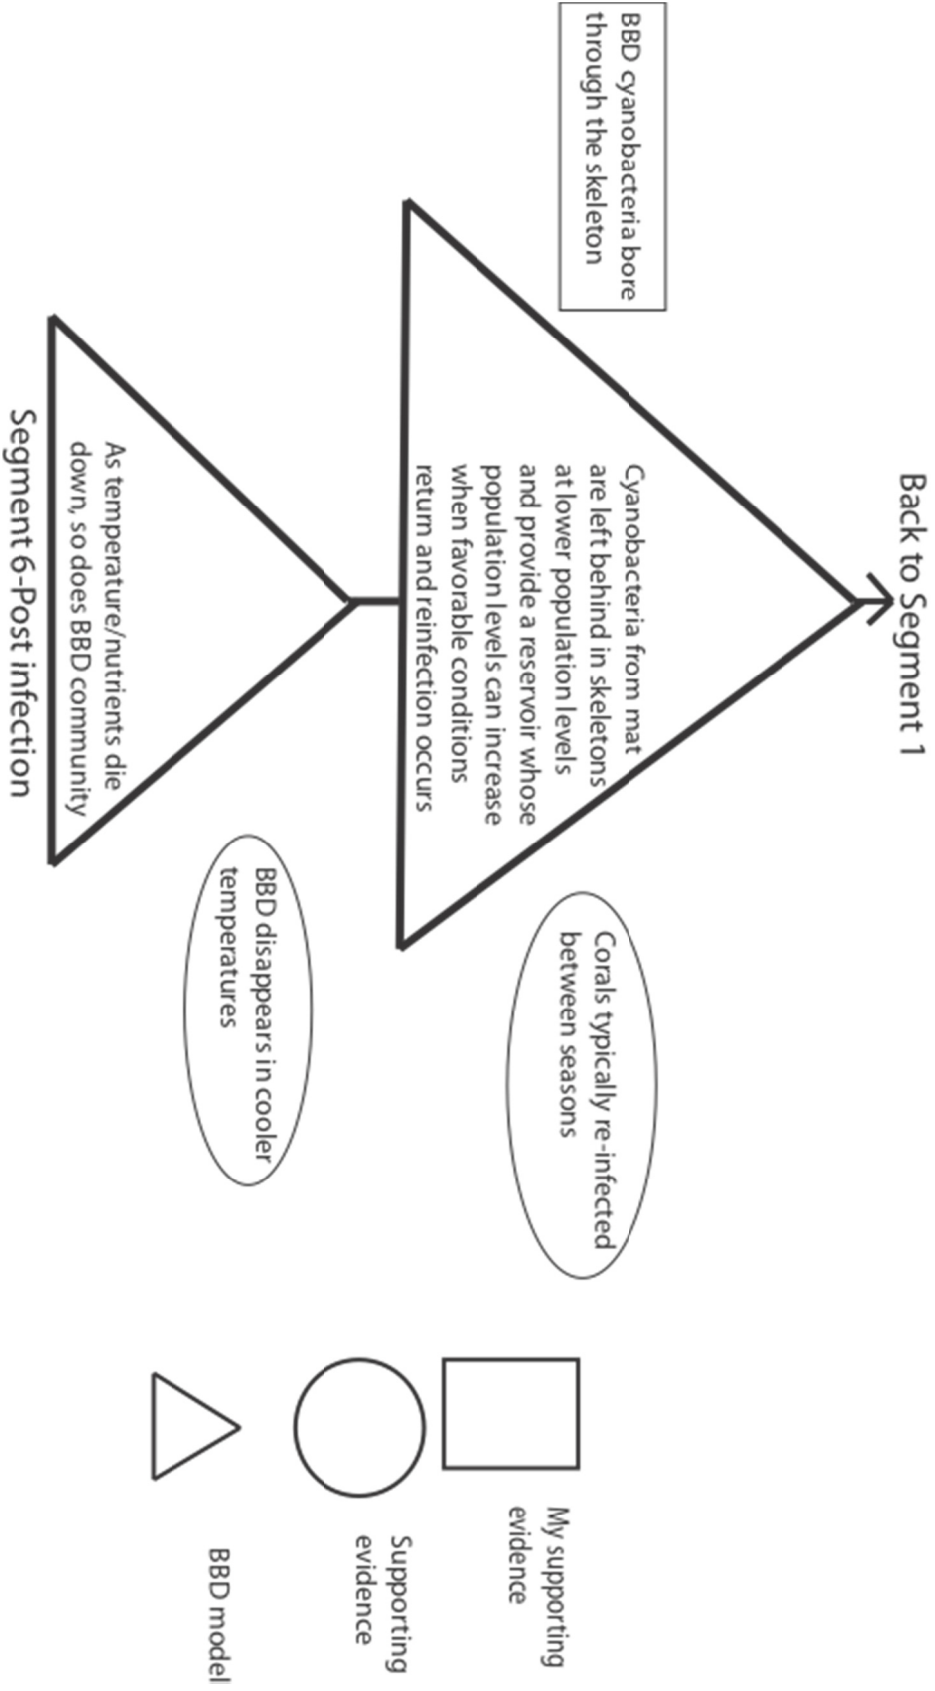 Back to Segment 1
BBD cyanobacteria bore
through the skeleton
Cyanobacteria from mat
are left behind in skeletons
at lower population levels
and provide a reservoir whose
population levels can increase
when favorable conditions
return and reinfection occurs
Corals typically re-infected
between seasons
BBD disappears in cooler
temperatures
As temperature/nutrients die
down, so does BBD community
Segment 6-Post infection
My supporting
evidence
Supporting
evidence
BBD model